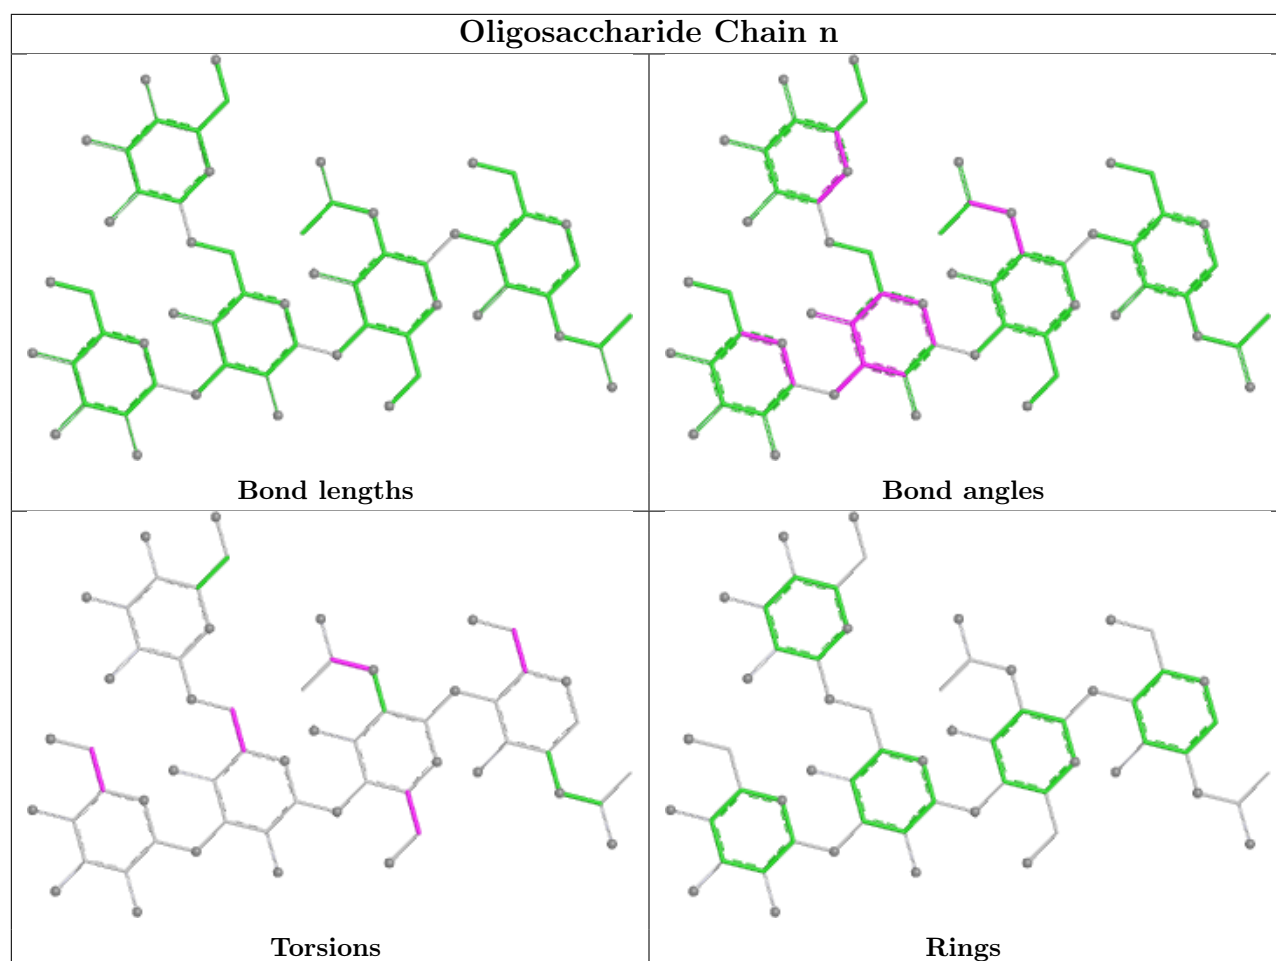 Oligosaccharide Chain n
Bond lengths
Bond angles
Torsions
Rings